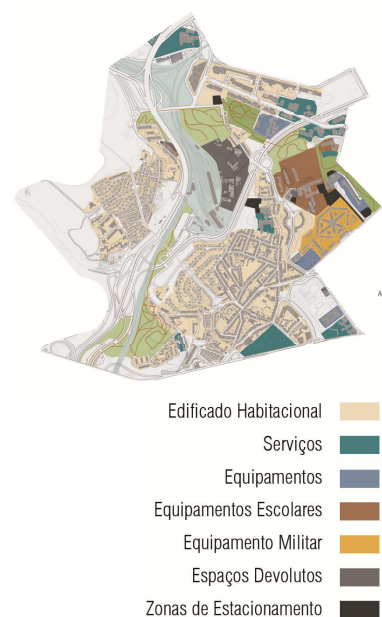 A
Edificado Habitacional
Serviços
Equipamentos
Equipamentos Escolares
Equipamento Militar
Espaços Devolutos
Zonas de Estacionamento